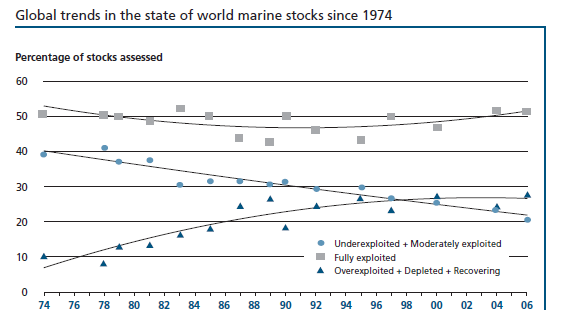 Global trends in the state of world marine stocks since 1974
Percentage of stocks assessed
60
50
40
30
20
10
0
Underexploited + Moderately exploited
Fully exploited
Overexploited + Depleted + Recovering
74 76 78 80 82 84 86 88 90 92 94 96 98 00 02 04 06